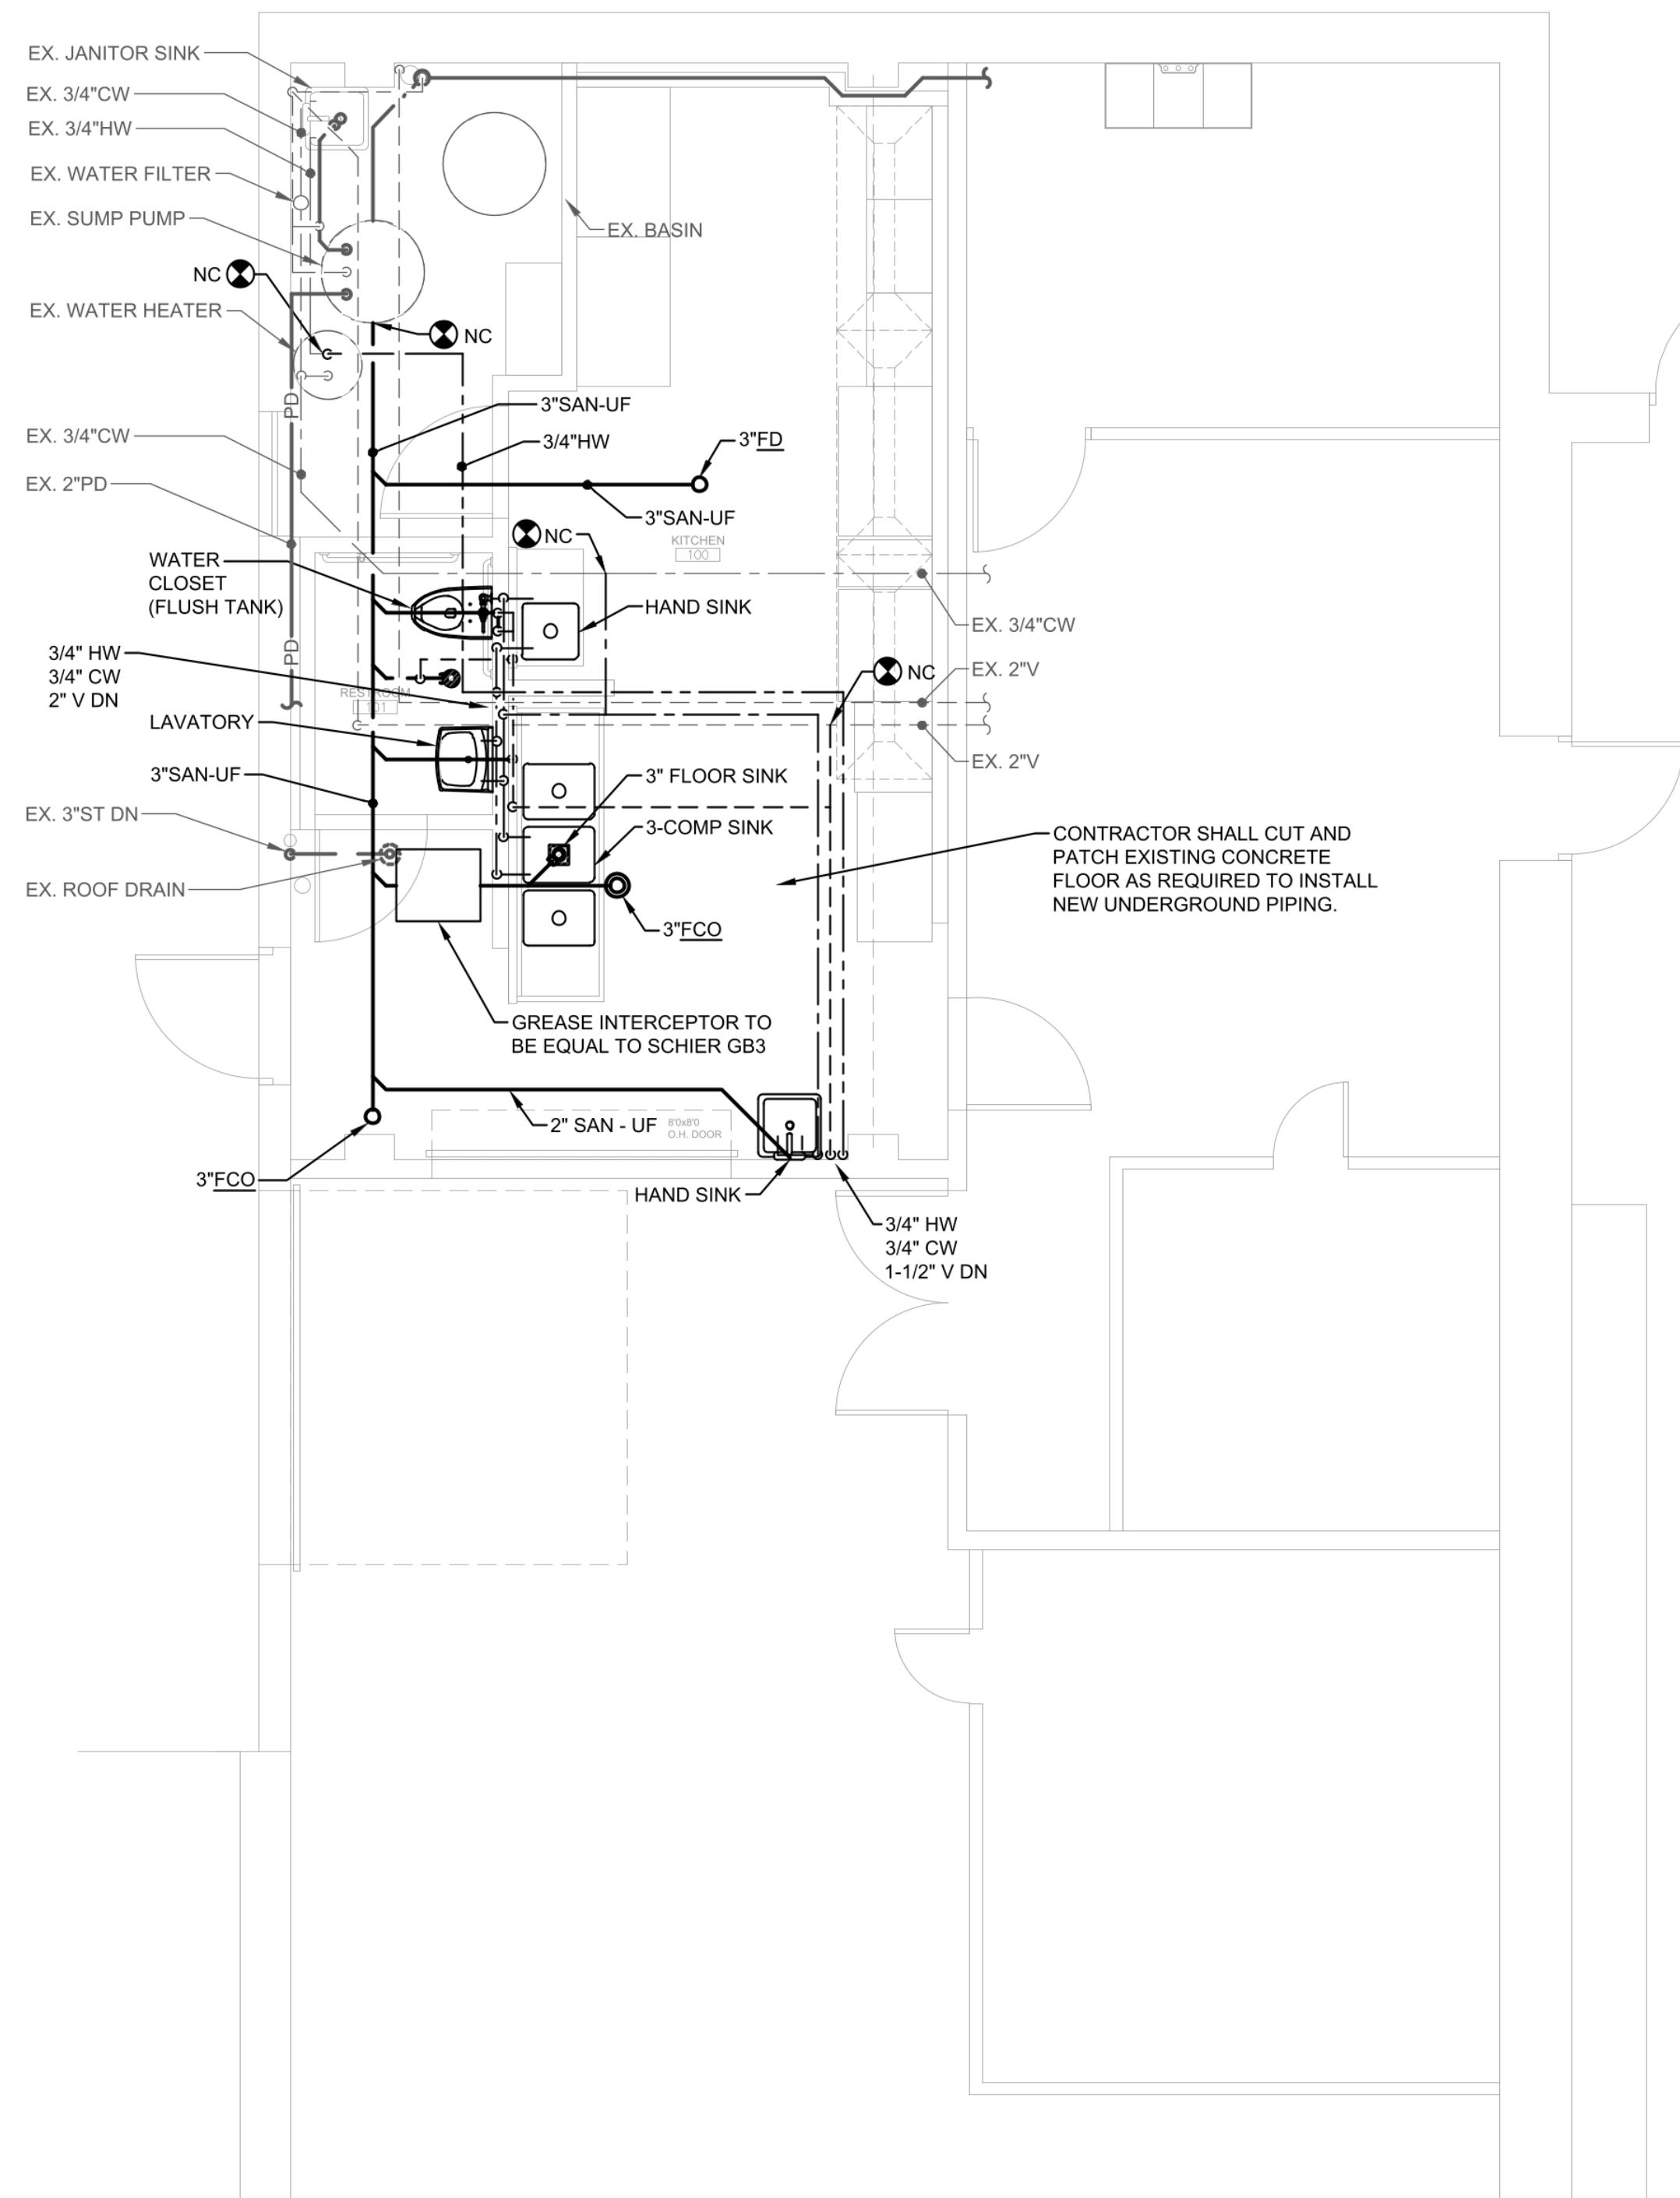 EX. JANITOR SINK
EX. 3/4"CW
EX. 3/4"HW
EX. WATER FILTER
EX. SUMP PUMP
EX. BASIN
NC
EX. WATER HEATER
NC
PD
3"SAN-UF
3/4"HW
3"FD
EX. 3/4"CW
EX. 2"PD
3"SAN-UF
NC
KITCHEN
100
WATER
CLOSET
(FLUSH TANK)
HAND SINK
EX. 3/4"CW
PD
3/4" HW
3/4" CW
2" V DN
NC
EX. 2"V
RESTROOM
101
LAVATORY
EX. 2"V
3"SAN-UF
3" FLOOR SINK
EX. 3"ST DN
3-COMP SINK
CONTRACTOR SHALL CUT AND
PATCH EXISTING CONCRETE
FLOOR AS REQUIRED TO INSTALL
NEW UNDERGROUND PIPING.
EX. ROOF DRAIN
3"FCO
GREASE INTERCEPTOR TO
BE EQUAL TO SCHIER GB3
2" SAN - UF
8'0x8'0
O.H. DOOR
3"FCO
HAND SINK
3/4" HW
3/4" CW
1-1/2" V DN